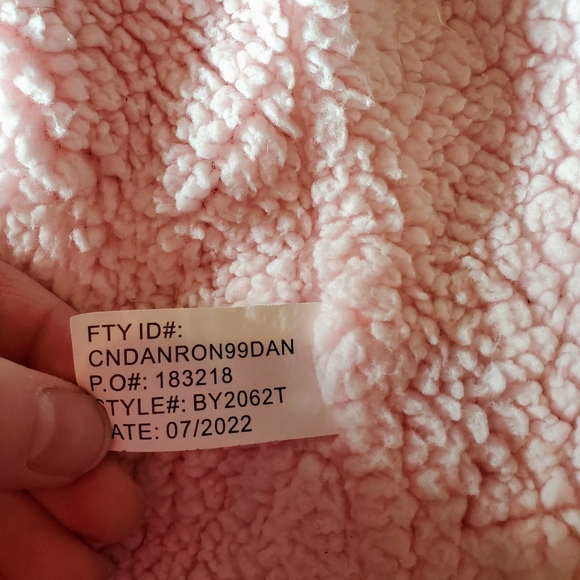 FTY ID#:
CNDANRON99DAN
P.O#: 183218
STYLE#: BY2062T
ATE: 07/2022